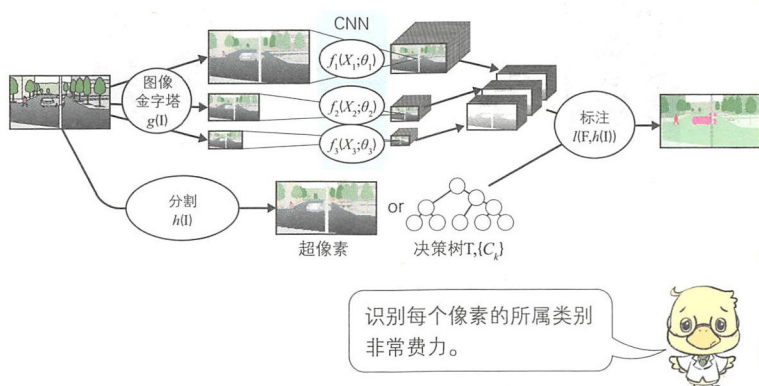 CNN
图像
金字塔
g(I)
f₁(X₁;θ₁)
f₂(X₂;θ₂)
f₃(X₃;θ₃)
标注
l(F,h(I))
分割
h(I)
超像素
or
决策树T,{Cₖ}
识别每个像素的所属类别
非常费力。